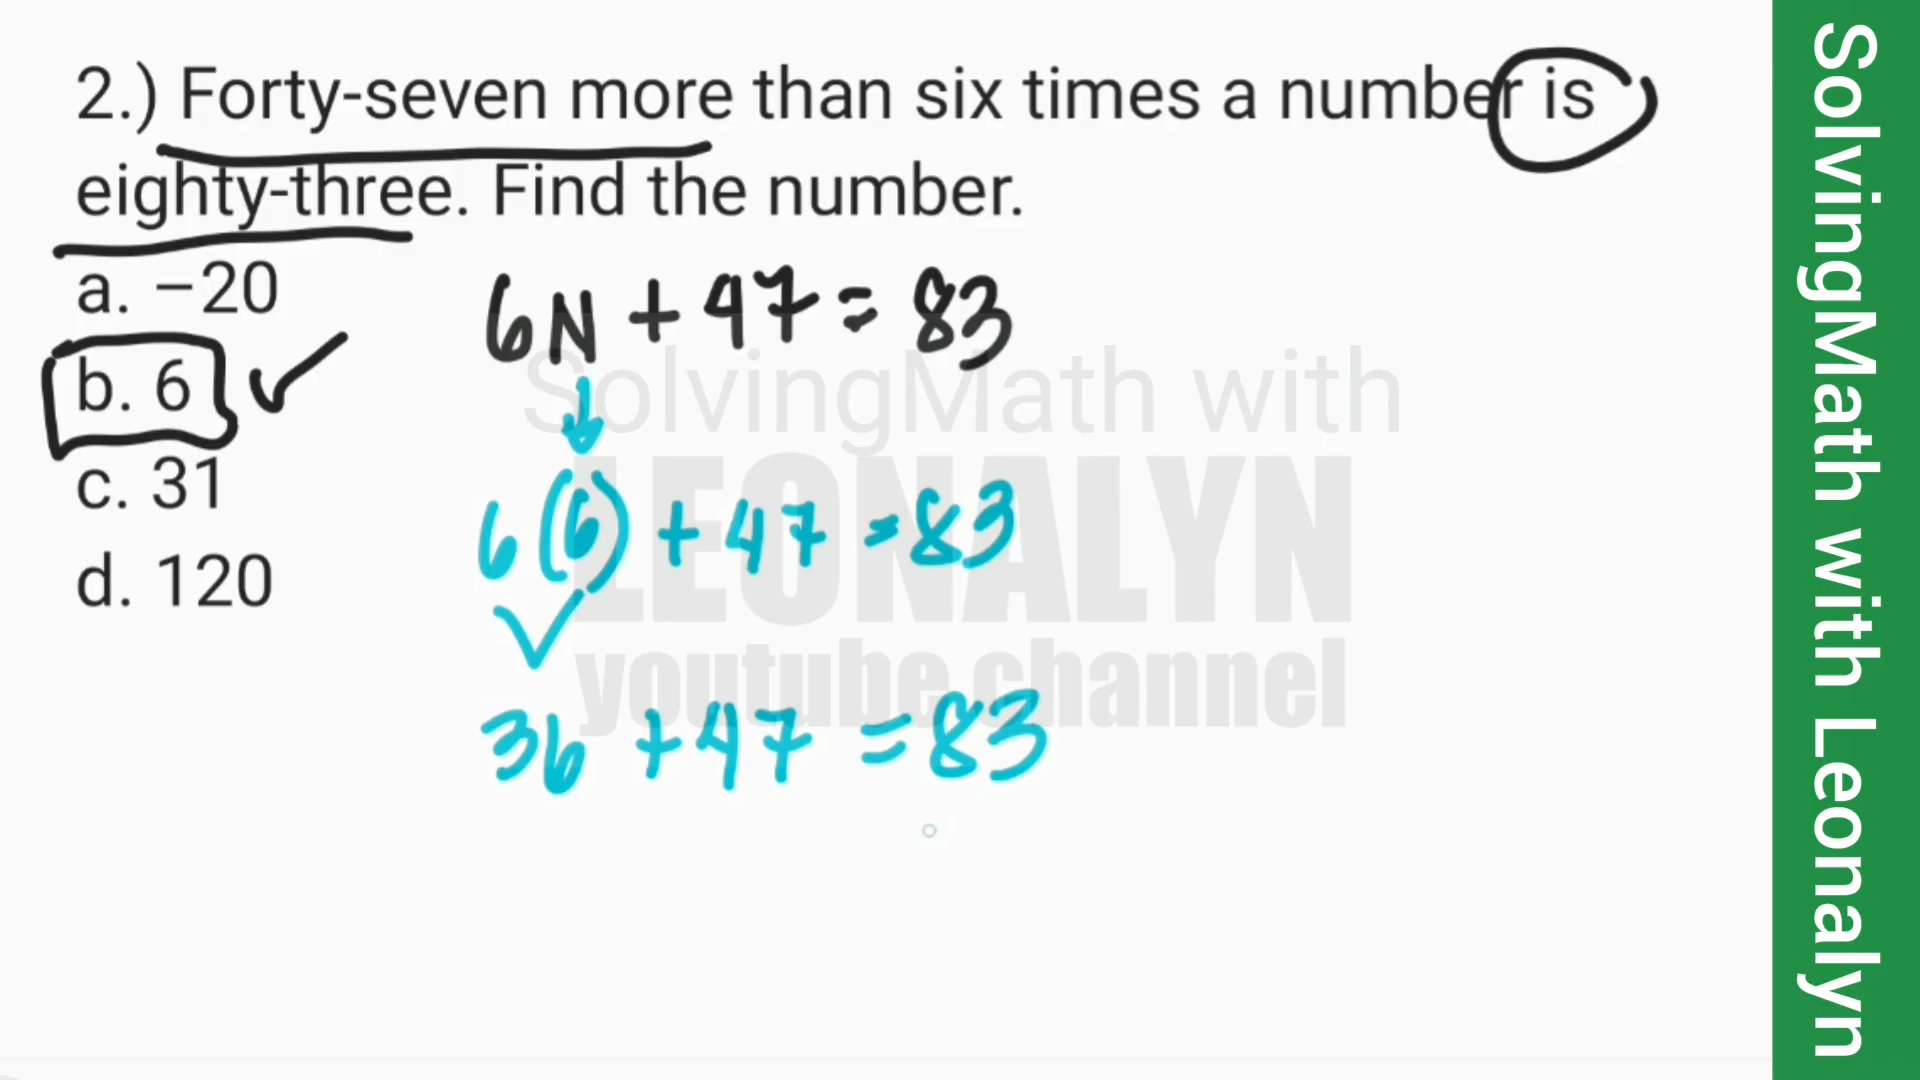 2.) Forty-seven more than six times a number is
eighty-three. Find the number.
a. –20
b. 6
c. 31
d. 120
6N + 47 = 83
6(6) + 47 = 83
36 + 47 = 83
SolvingMath with
LEONALYN
youtube channel
SolvingMath with Leonalyn